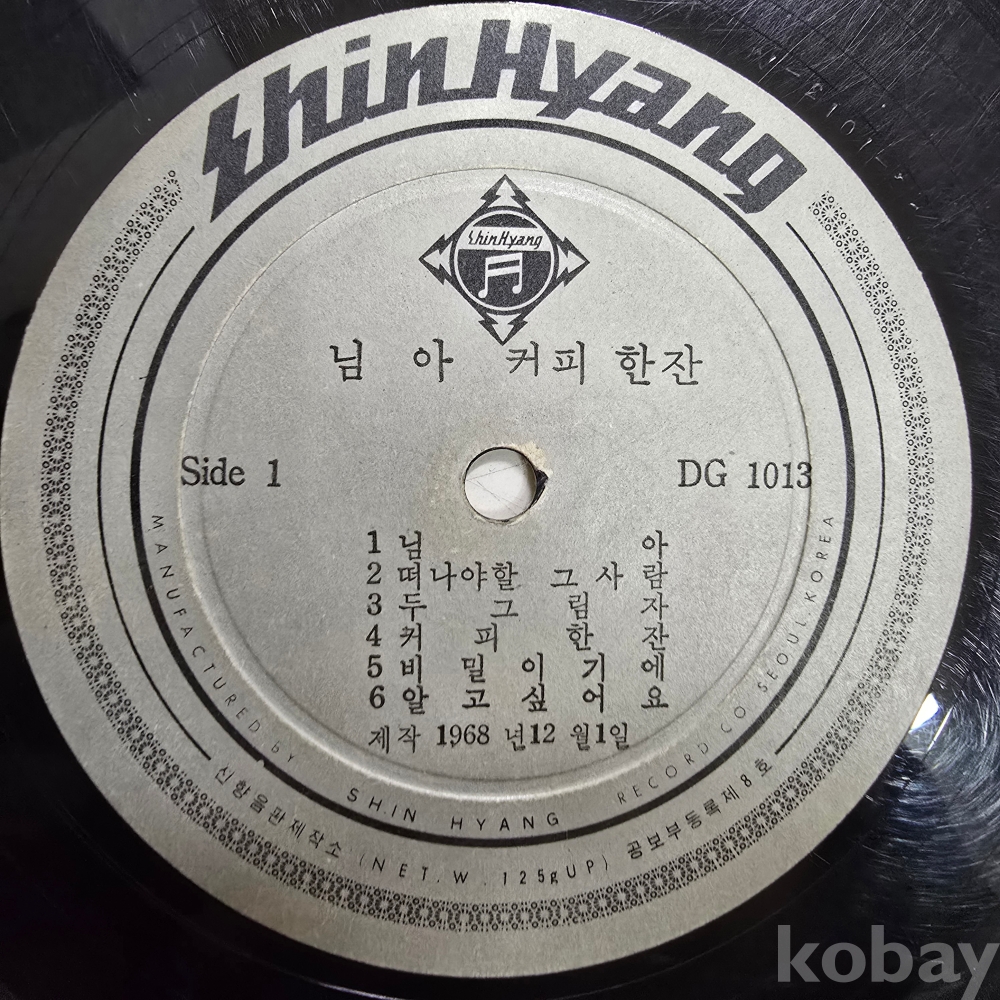 ShinHyang
ShinHyang
님 아 커피 한잔
Side 1
DG 1013
1 님 아
2 떠나야할 그 사 람
3 두 그 림 자
4 커 피 한 잔
5 비 밀 이 기 에
6 알 고 싶 어 요
제작 1968 년12 월1일
MANUFACTURED by SHIN HYANG RECORD CO SEOUL KOREA
신향음판제작소 (NET.W. 125g UP) 공보부등록제8호
kobay